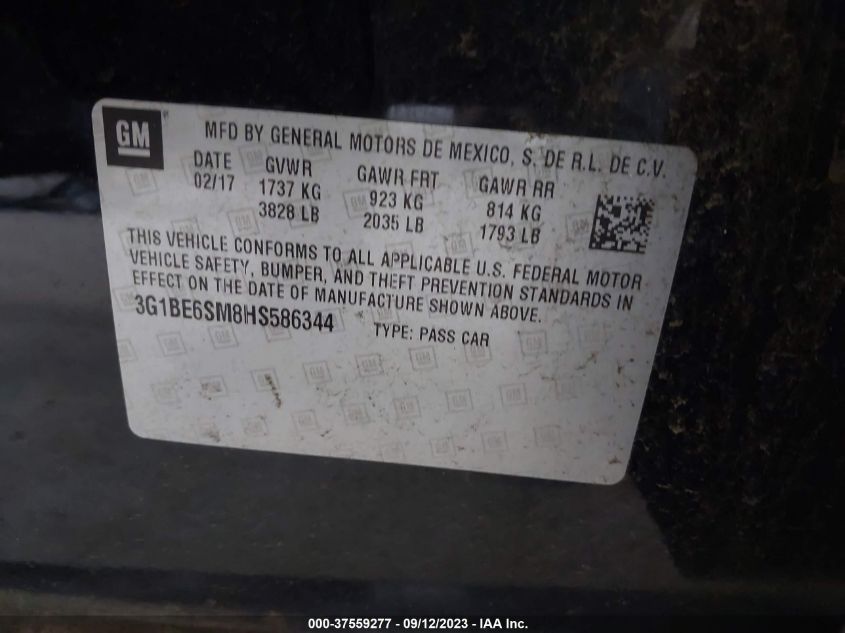 GM
MFD BY GENERAL MOTORS DE MEXICO, S. DE R.L. DE C.V.
DATE GVWR GAWR FRT GAWR RR
02/17 1737 KG 923 KG 814 KG
3828 LB 2035 LB 1793 LB
THIS VEHICLE CONFORMS TO ALL APPLICABLE U.S. FEDERAL MOTOR
VEHICLE SAFETY, BUMPER, AND THEFT PREVENTION STANDARDS IN
EFFECT ON THE DATE OF MANUFACTURE SHOWN ABOVE.
3G1BE6SM8HS586344 TYPE: PASS CAR
000-37559277 - 09/12/2023 - IAA Inc.